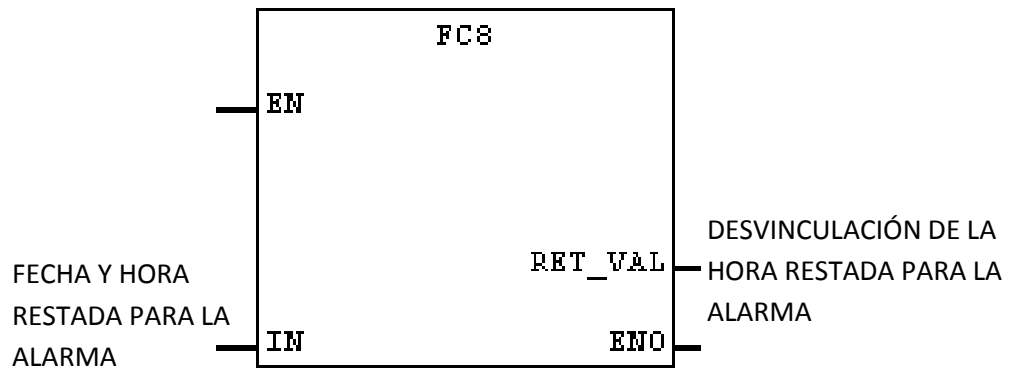 FC8
EN
DESVINCULACIÓN DE LA
HORA RESTADA PARA LA
ALARMA
RET_VAL
FECHA Y HORA
RESTADA PARA LA
ALARMA
IN
ENO